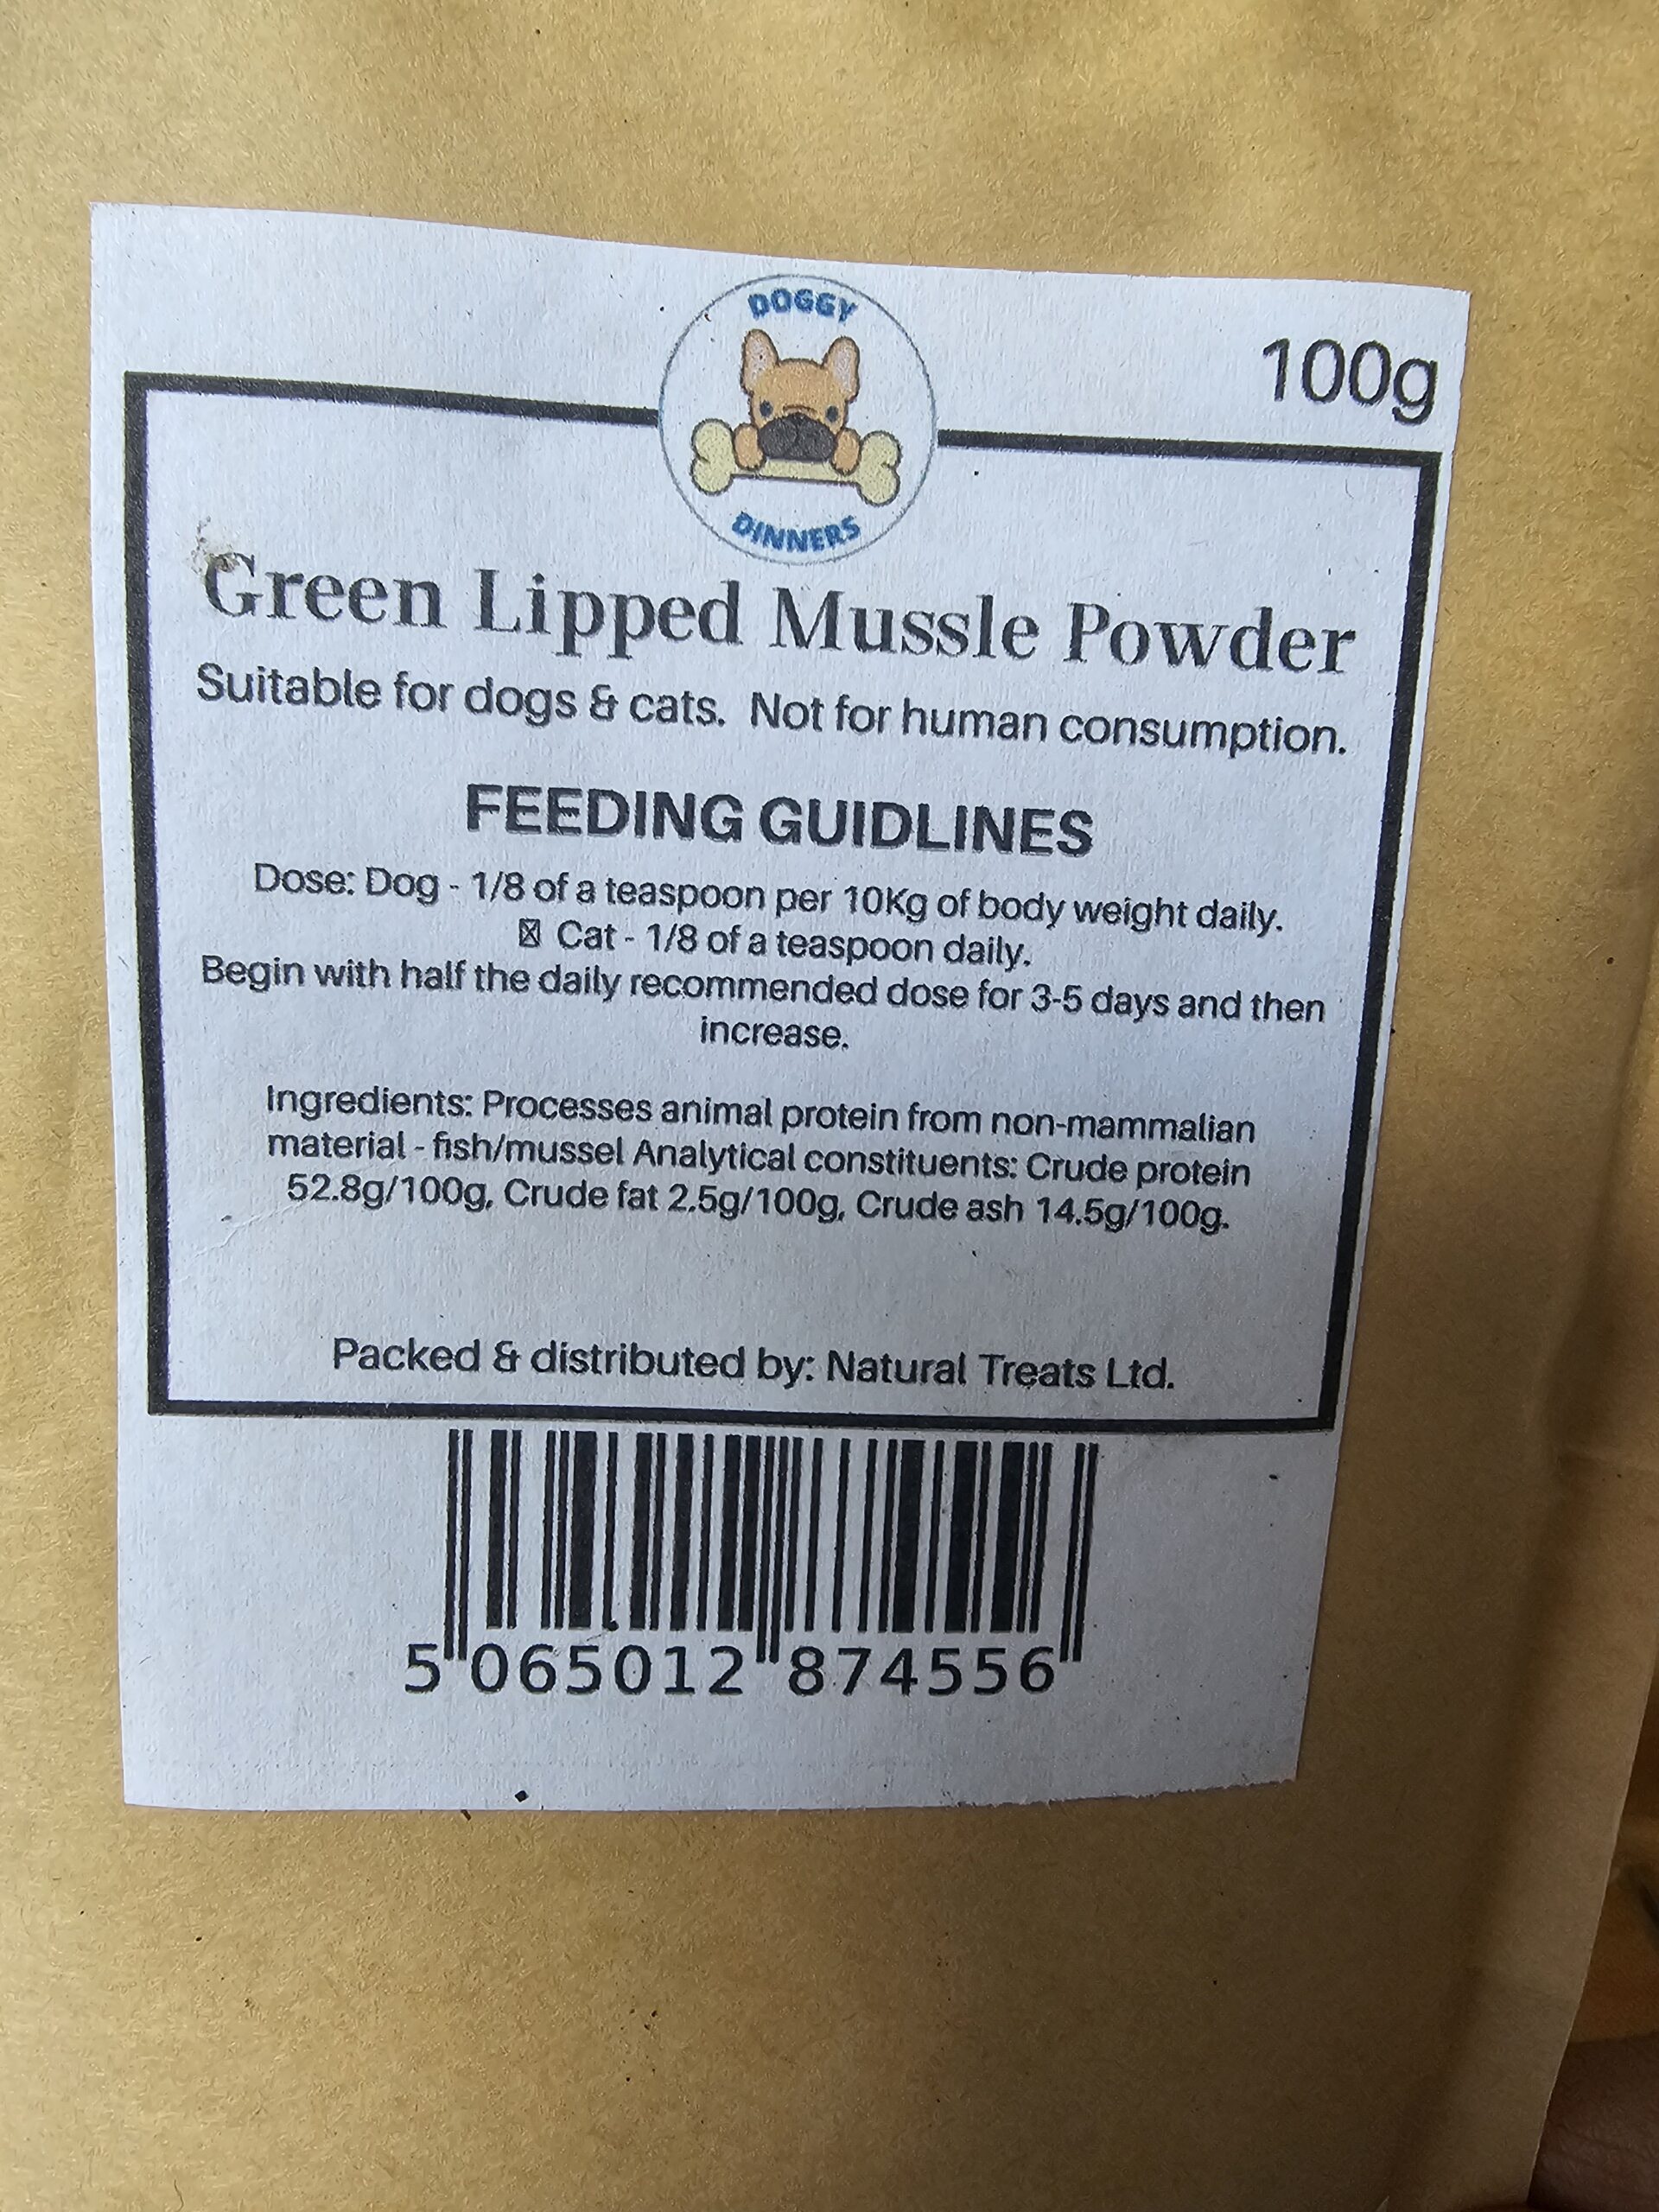 DOGGY
DINNERS
100g
Green Lipped Mussle Powder
Suitable for dogs & cats. Not for human consumption.
FEEDING GUIDLINES
Dose: Dog - 1/8 of a teaspoon per 10Kg of body weight daily.
Cat - 1/8 of a teaspoon daily.
Begin with half the daily recommended dose for 3-5 days and then
increase.
Ingredients: Processes animal protein from non-mammalian
material - fish/mussel Analytical constituents: Crude protein
52.8g/100g, Crude fat 2.5g/100g, Crude ash 14.5g/100g.
Packed & distributed by: Natural Treats Ltd.
5 065012 874556